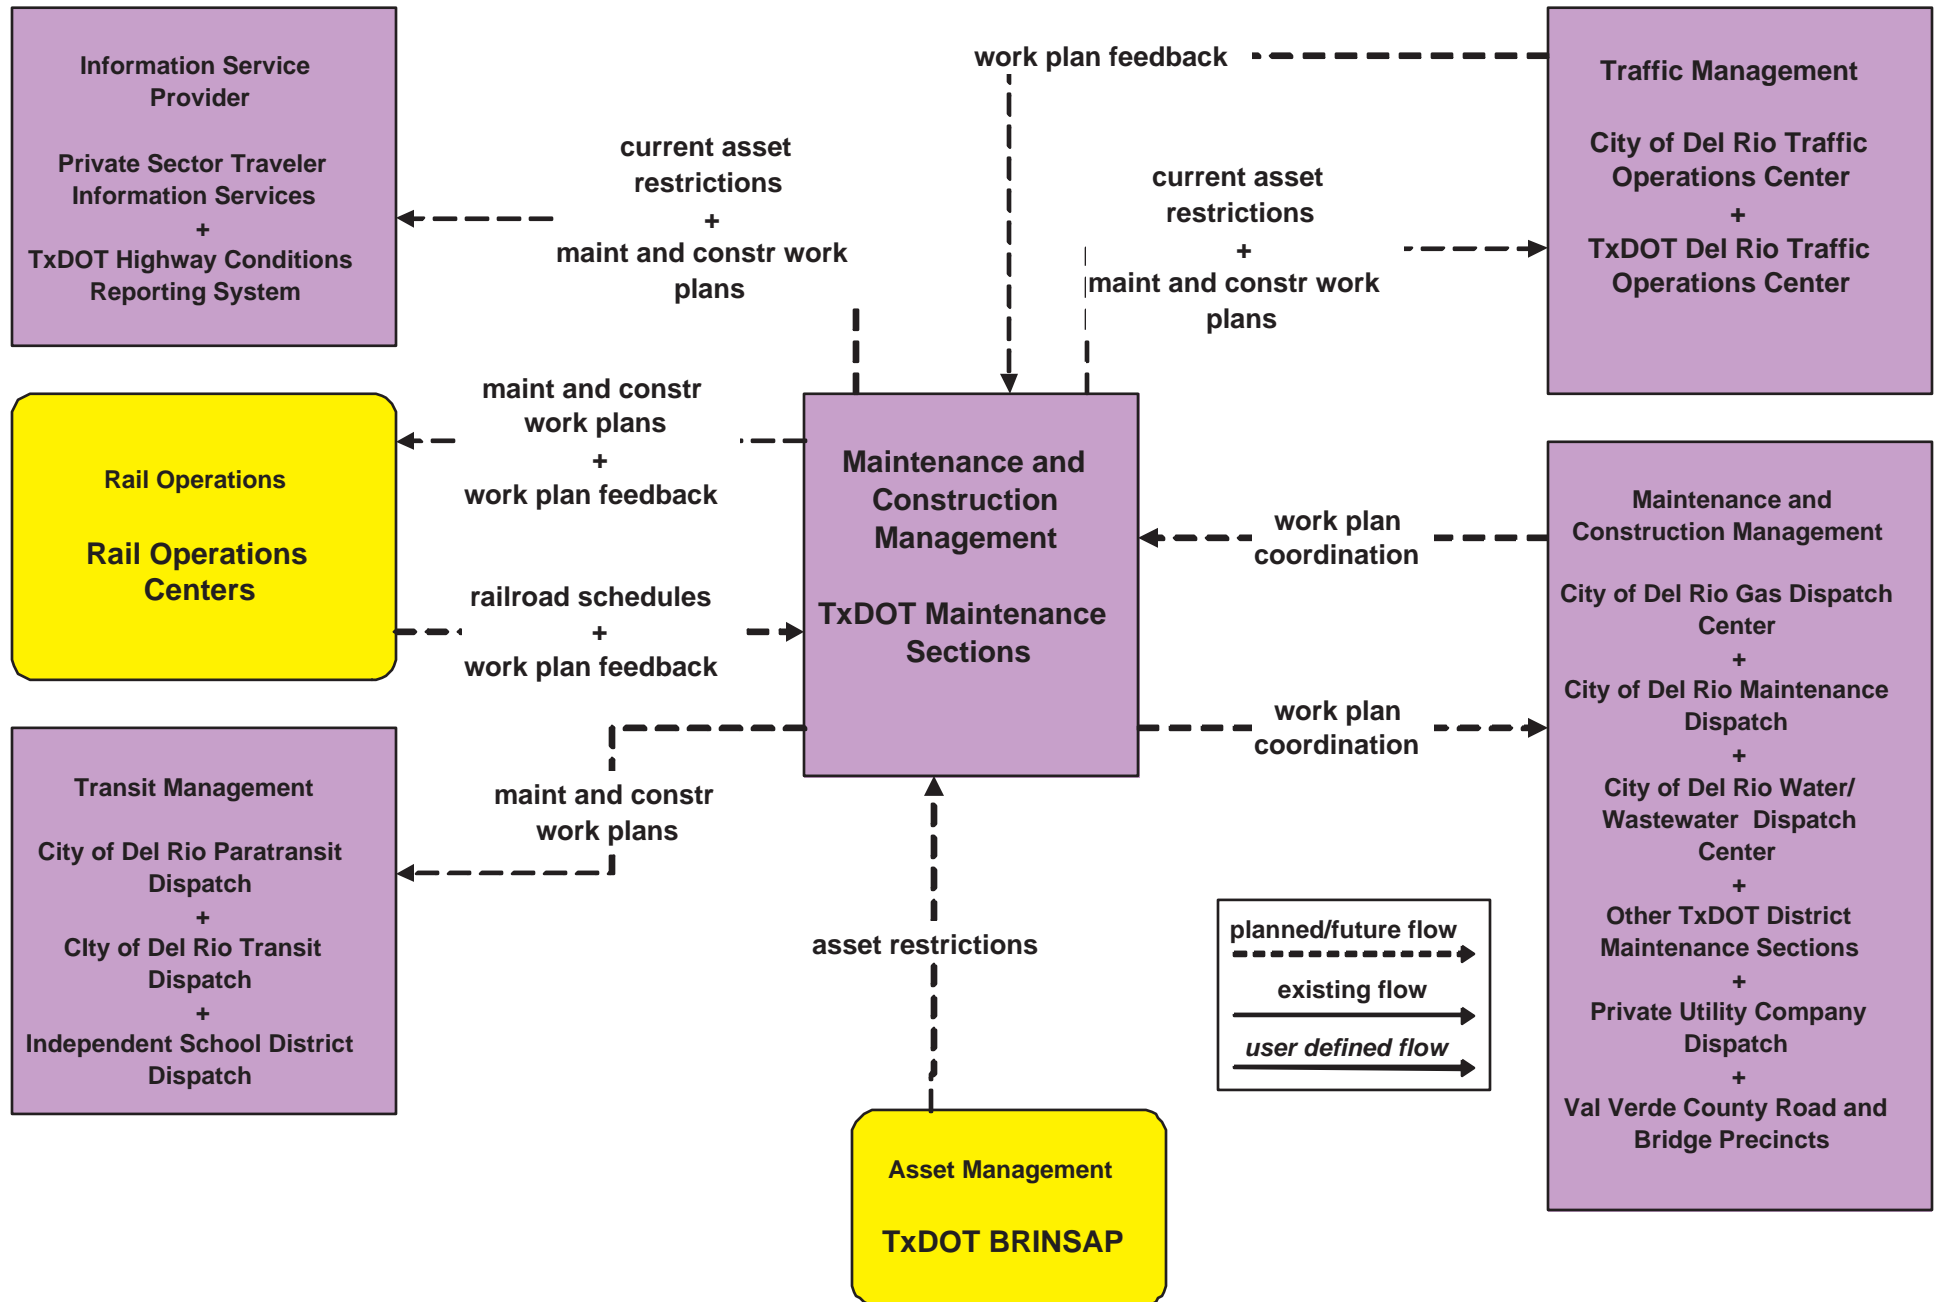 Information Service
Provider
Private Sector Traveler
Information Services
+
TxDOT Highway Conditions
Reporting System
current asset
restrictions
+
maint and constr work
plans
work plan feedback
current asset
restrictions
+
maint and constr work
plans
Traffic Management
City of Del Rio Traffic
Operations Center
+
TxDOT Del Rio Traffic
Operations Center
Rail Operations
Rail Operations
Centers
maint and constr
work plans
+
work plan feedback
railroad schedules
+
work plan feedback
Maintenance and
Construction
Management
TxDOT Maintenance
Sections
work plan
coordination
work plan
coordination
Maintenance and
Construction Management
City of Del Rio Gas Dispatch
Center
+
City of Del Rio Maintenance
Dispatch
+
City of Del Rio Water/
Wastewater Dispatch
Center
+
Other TxDOT District
Maintenance Sections
+
Private Utility Company
Dispatch
+
Val Verde County Road and
Bridge Precincts
Transit Management
City of Del Rio Paratransit
Dispatch
+
CIty of Del Rio Transit
Dispatch
+
Independent School District
Dispatch
maint and constr
work plans
asset restrictions
planned/future flow
existing flow
user defined flow
Asset Management
TxDOT BRINSAP